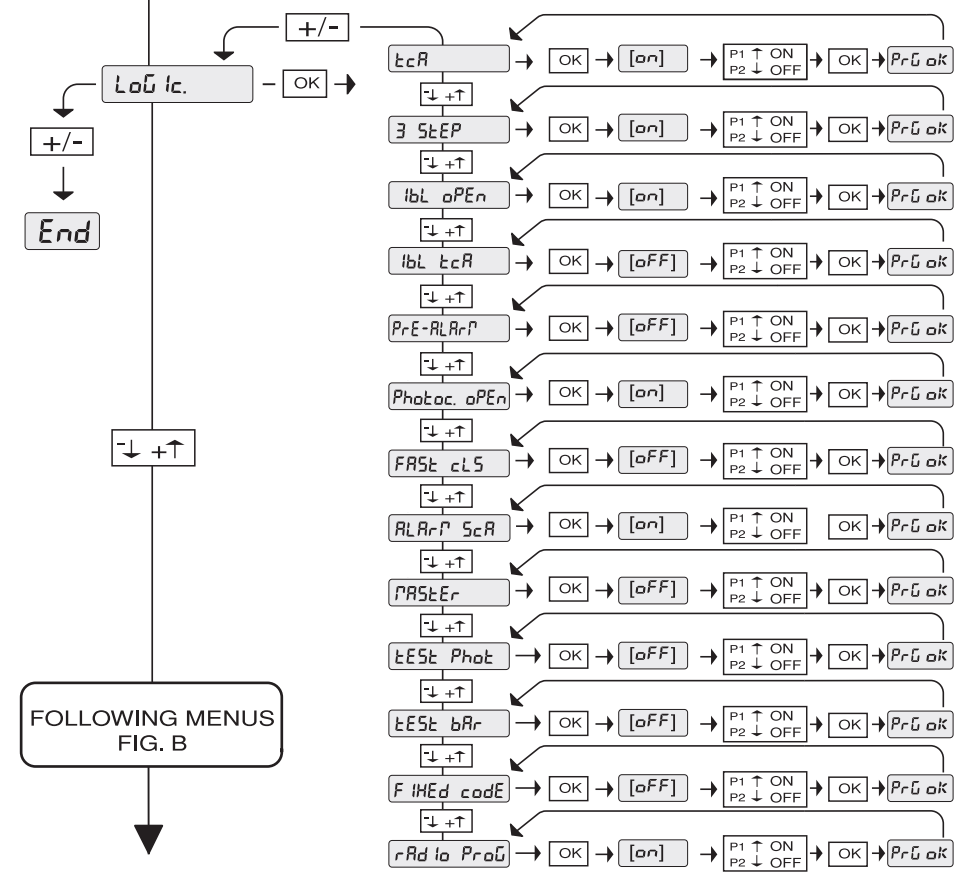 +/-
tcA OK [on] P1 ↑ ON P2 ↓ OFF OK PrG oK
LoG Ic. OK
-↓ +↑
+/-
3 StEP OK [on] P1 ↑ ON P2 ↓ OFF OK PrG oK
-↓ +↑
IbL oPEn OK [on] P1 ↑ ON P2 ↓ OFF OK PrG oK
End
-↓ +↑
IbL tcA OK [oFF] P1 ↑ ON P2 ↓ OFF OK PrG oK
-↓ +↑
PrE-ALArM OK [oFF] P1 ↑ ON P2 ↓ OFF OK PrG oK
-↓ +↑
Photoc. oPEn OK [on] P1 ↑ ON P2 ↓ OFF OK PrG oK
-↓ +↑
-↓ +↑
FASt cLS OK [oFF] P1 ↑ ON P2 ↓ OFF OK PrG oK
-↓ +↑
ALArM ScA OK [on] P1 ↑ ON P2 ↓ OFF OK PrG oK
-↓ +↑
MAStEr OK [oFF] P1 ↑ ON P2 ↓ OFF OK PrG oK
-↓ +↑
tESt Phot OK [oFF] P1 ↑ ON P2 ↓ OFF OK PrG oK
-↓ +↑
FOLLOWING MENUS
FIG. B
tESt bAr OK [oFF] P1 ↑ ON P2 ↓ OFF OK PrG oK
-↓ +↑
F IHEd codE OK [oFF] P1 ↑ ON P2 ↓ OFF OK PrG oK
-↓ +↑
rAd Io ProG OK [on] P1 ↑ ON P2 ↓ OFF OK PrG oK